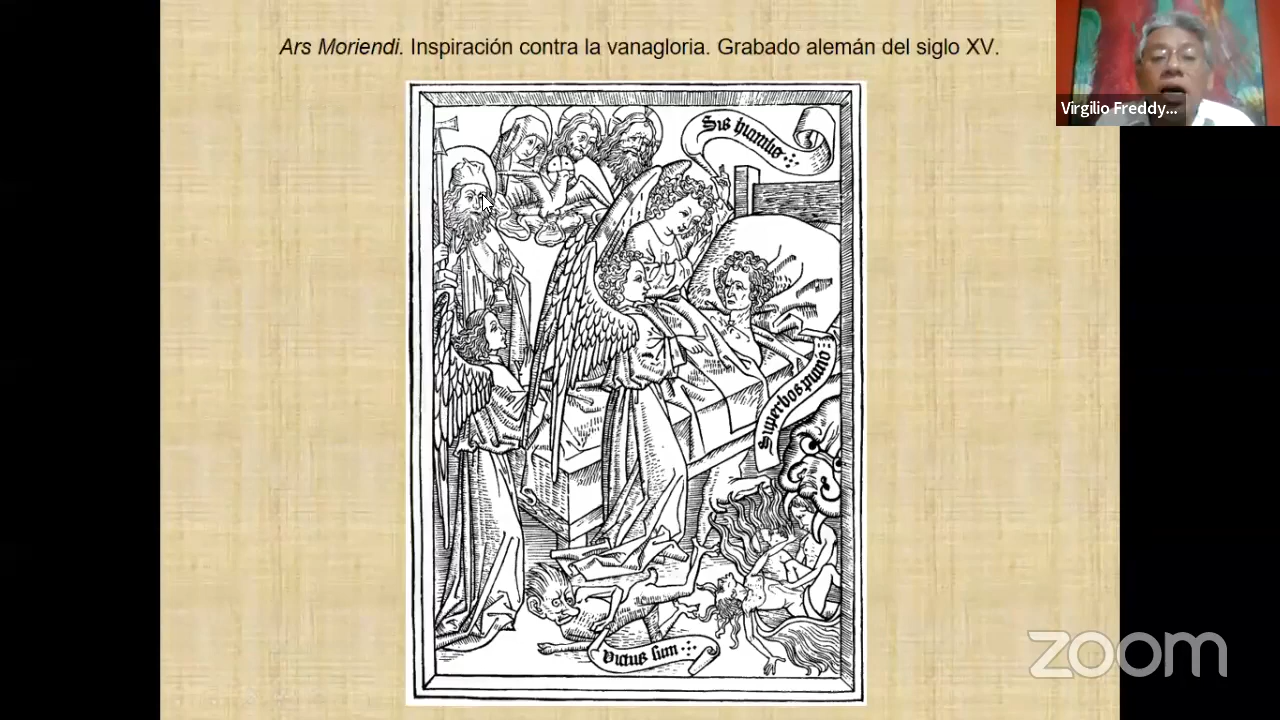 Ars Moriendi. Inspiración contra la vanagloria. Grabado alemán del siglo XV.
Virgilio Freddy...
Sis humilis
Superbos punio
Victus sum
zoom